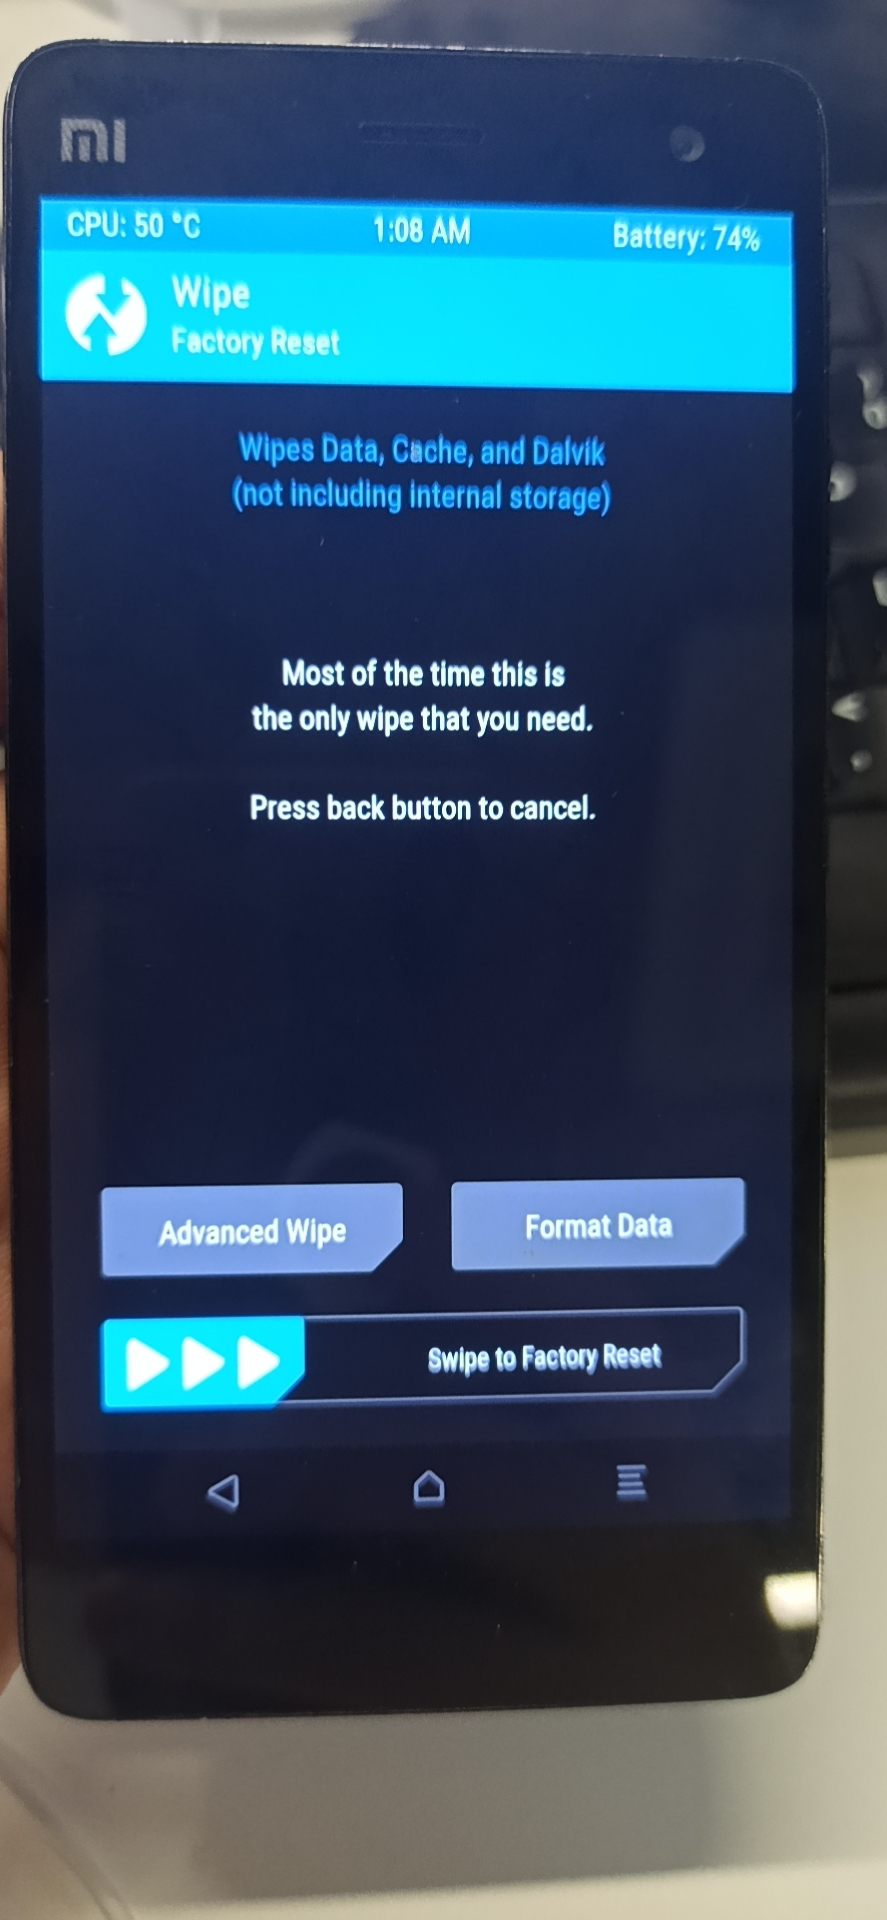 MI
CPU: 50 °C 1:08 AM Battery: 74%
Wipe
Factory Reset
Wipes Data, Cache, and Dalvik
(not including internal storage)
Most of the time this is
the only wipe that you need.
Press back button to cancel.
Advanced Wipe Format Data
Swipe to Factory Reset